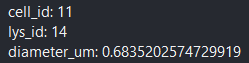 cell_id: 11
lys_id: 14
diameter_um: 0.6835202574729919